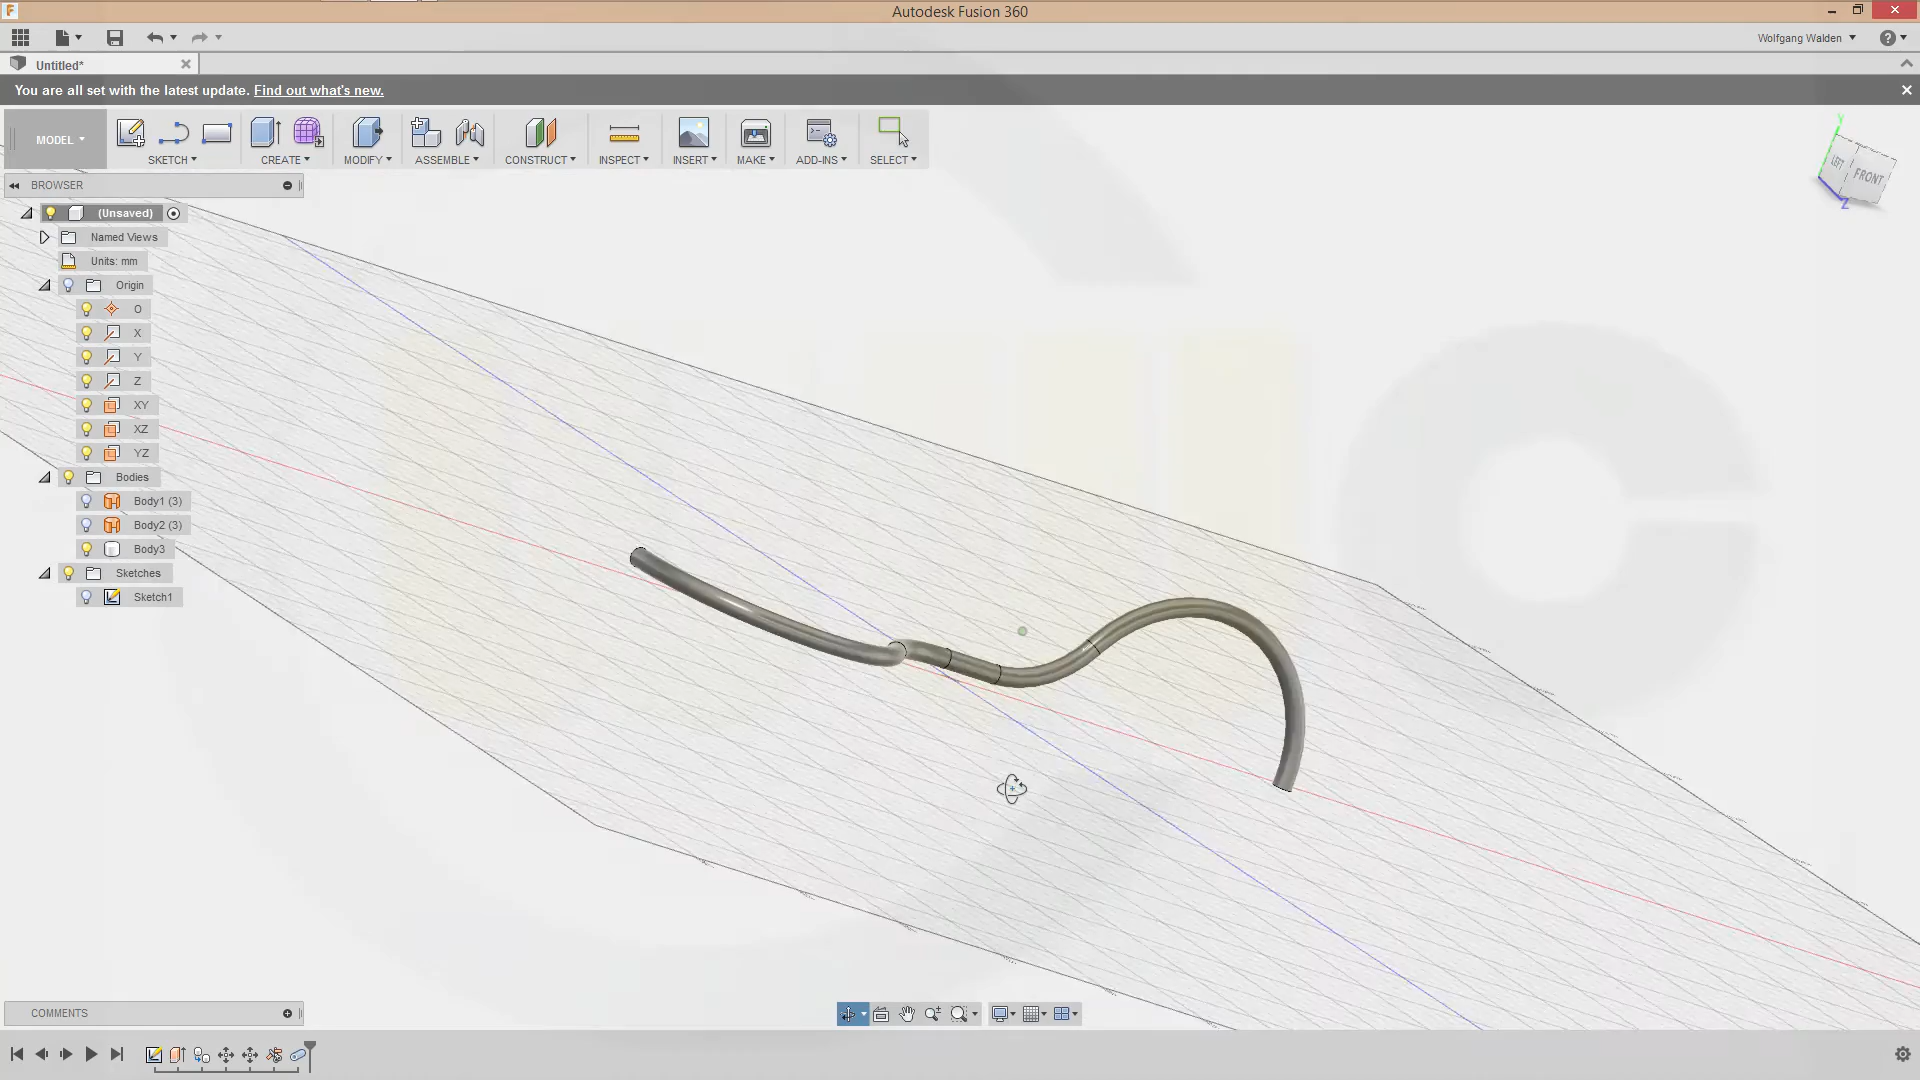 Autodesk Fusion 360
Wolfgang Walden
Untitled*
You are all set with the latest update. Find out what's new.
MODEL
SKETCH
CREATE
MODIFY
ASSEMBLE
CONSTRUCT
INSPECT
INSERT
MAKE
ADD-INS
SELECT
Y
LEFT
FRONT
Z
BROWSER
(Unsaved)
Named Views
Units: mm
Origin
O
X
Y
Z
XY
XZ
YZ
Bodies
Body1 (3)
Body2 (3)
Body3
Sketches
Sketch1
COMMENTS